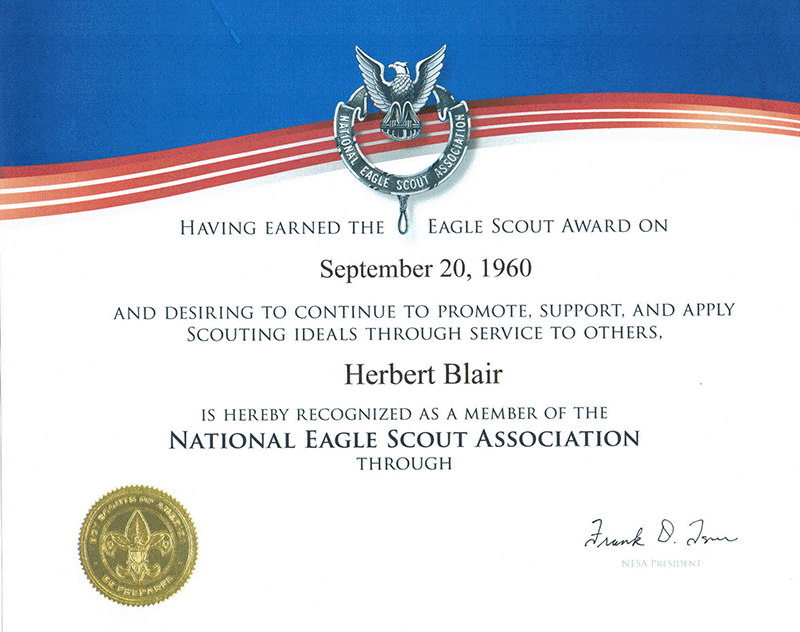 NATIONAL EAGLE SCOUT ASSOCIATION
HAVING EARNED THE EAGLE SCOUT AWARD ON
September 20, 1960
AND DESIRING TO CONTINUE TO PROMOTE, SUPPORT, AND APPLY
SCOUTING IDEALS THROUGH SERVICE TO OTHERS,
Herbert Blair
IS HEREBY RECOGNIZED AS A MEMBER OF THE
NATIONAL EAGLE SCOUT ASSOCIATION
THROUGH
BOY SCOUTS OF AMERICA
BE PREPARED
Frank D.
NESA PRESIDENT